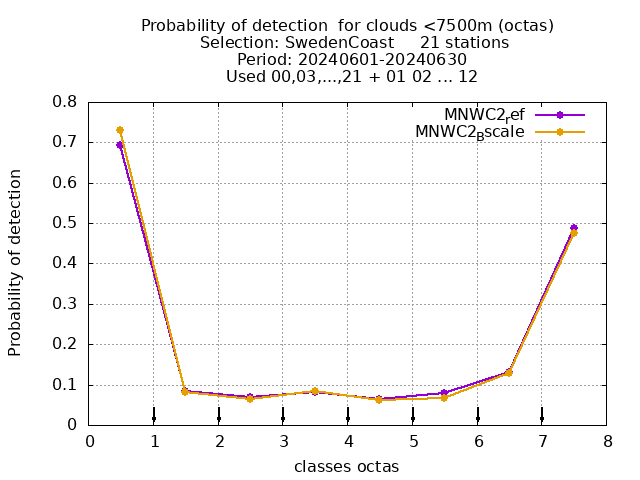 Probability of detection  for clouds <7500m (octas)
Selection: SwedenCoast     21 stations
Period: 20240601-20240630
Used 00,03,...,21 + 01 02 ... 12
MNWC2ref
MNWC2Bscale
Probability of detection
0.8
0.7
0.6
0.5
0.4
0.3
0.2
0.1
0
0 1 2 3 4 5 6 7 8
classes octas